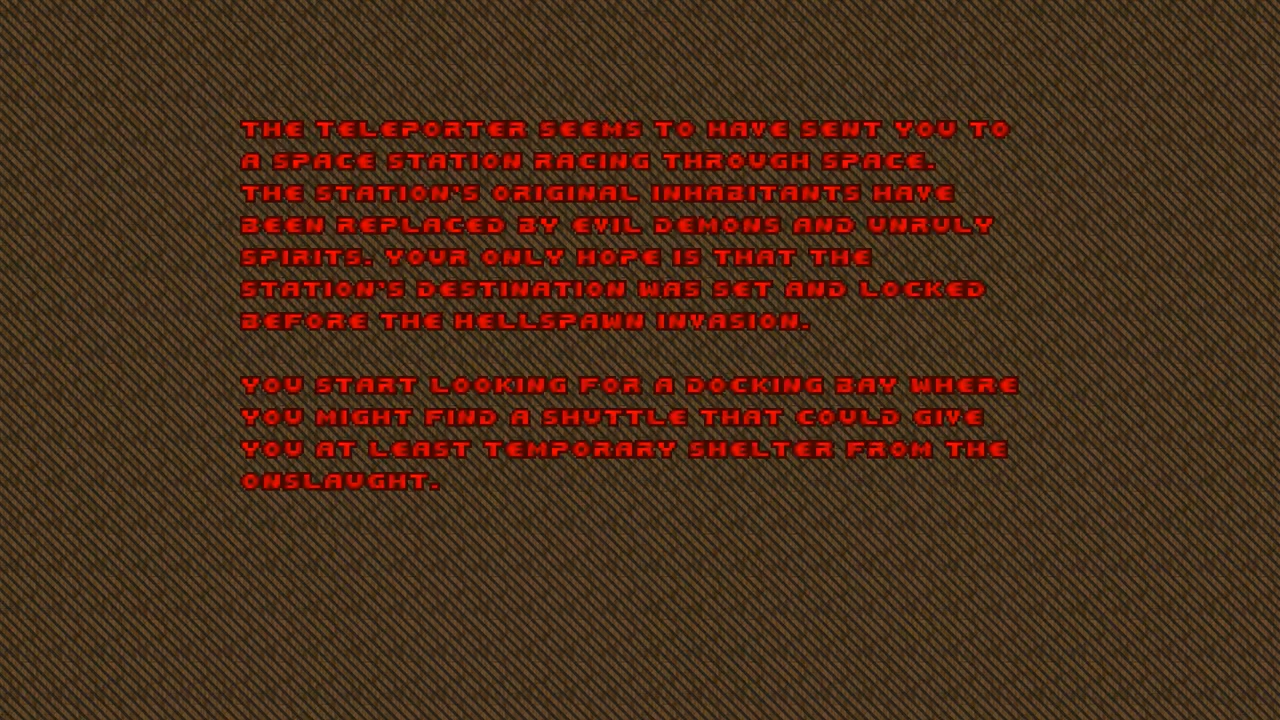 THE TELEPORTER SEEMS TO HAVE SENT YOU TO
A SPACE STATION RACING THROUGH SPACE.
THE STATION'S ORIGINAL INHABITANTS HAVE
BEEN REPLACED BY EVIL DEMONS AND UNRULY
SPIRITS. YOUR ONLY HOPE IS THAT THE
STATION'S DESTINATION WAS SET AND LOCKED
BEFORE THE HELLSPAWN INVASION.
YOU START LOOKING FOR A DOCKING BAY WHERE
YOU MIGHT FIND A SHUTTLE THAT COULD GIVE
YOU AT LEAST TEMPORARY SHELTER FROM THE
ONSLAUGHT.